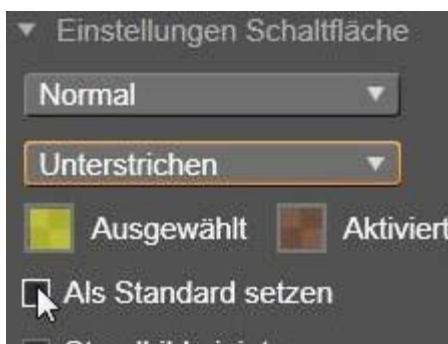 Einstellungen Schaltfläche
Normal
Unterstrichen
Ausgewählt Aktiviert
Als Standard setzen